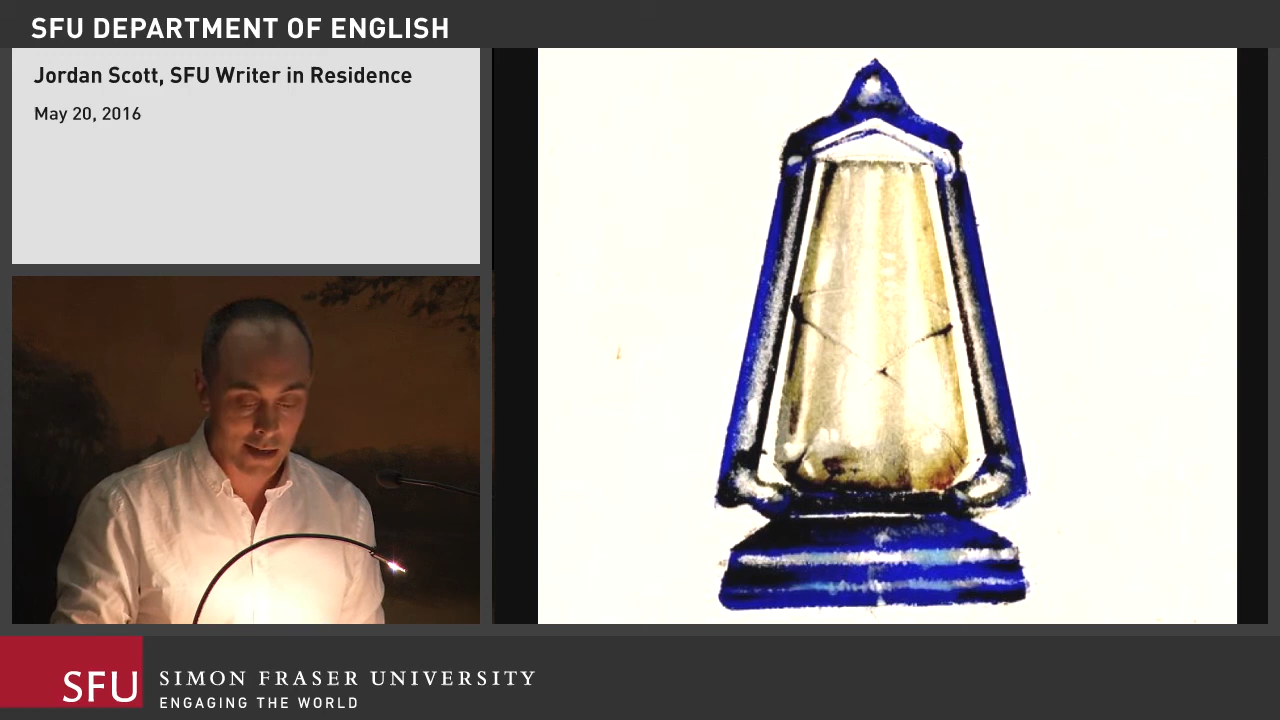 SFU DEPARTMENT OF ENGLISH
Jordan Scott, SFU Writer in Residence
May 20, 2016
SFU
SIMON FRASER UNIVERSITY
ENGAGING THE WORLD